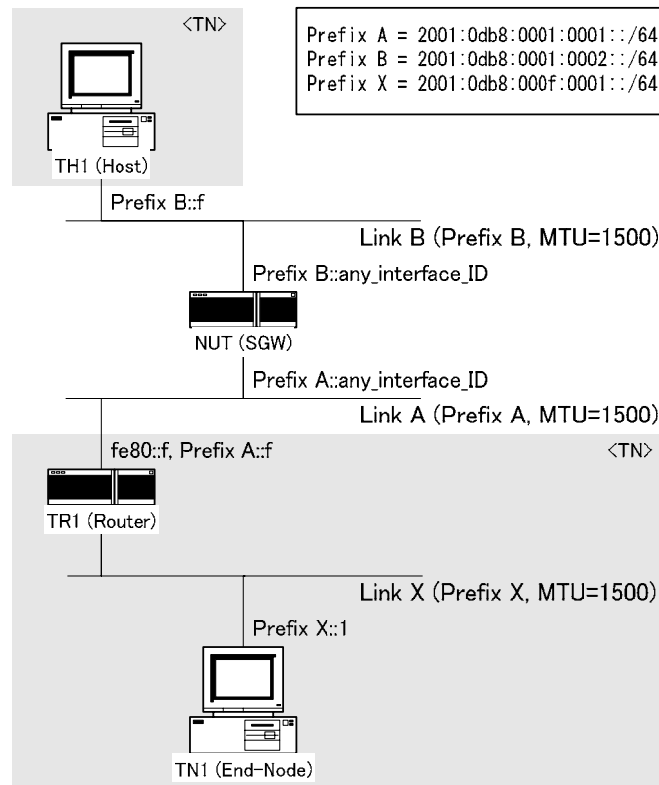 <TN>
Prefix A = 2001:0db8:0001:0001::/64
Prefix B = 2001:0db8:0001:0002::/64
Prefix X = 2001:0db8:000f:0001::/64
TH1 (Host)
Prefix B::f
Link B (Prefix B, MTU=1500)
Prefix B::any_interface_ID
NUT (SGW)
Prefix A::any_interface_ID
Link A (Prefix A, MTU=1500)
fe80::f, Prefix A::f
<TN>
TR1 (Router)
Link X (Prefix X, MTU=1500)
Prefix X::1
TN1 (End-Node)